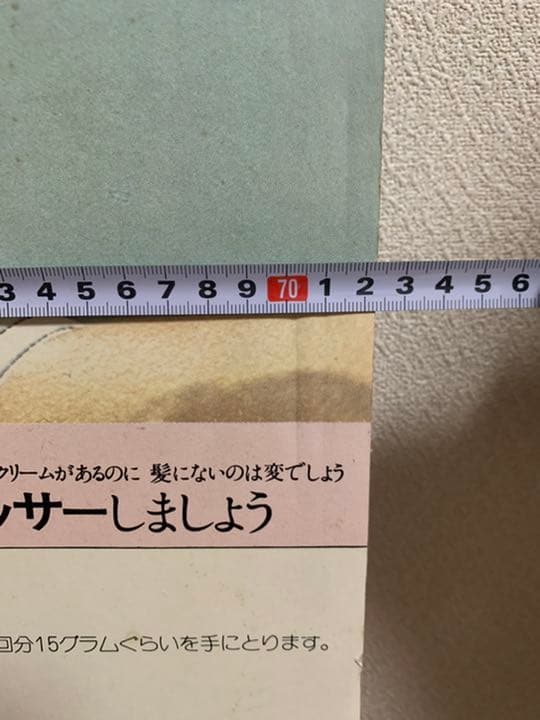 3 4 5 6 7 8 9 70 1 2 3 4 5 6
クリームがあるのに 髪にないのは変でしょう
ッサーしましょう
回分15グラムぐらいを手にとります。